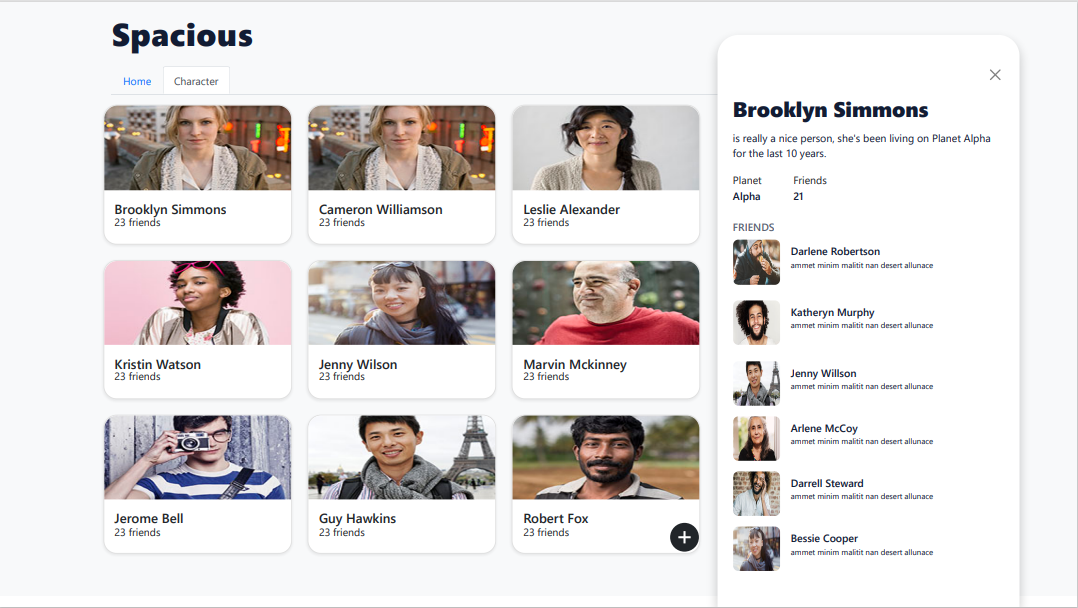 Spacious
Home
Character
Brooklyn Simmons
23 friends
Cameron Williamson
23 friends
Leslie Alexander
23 friends
Kristin Watson
23 friends
Jenny Wilson
23 friends
Marvin Mckinney
23 friends
Jerome Bell
23 friends
Guy Hawkins
23 friends
Robert Fox
23 friends
Brooklyn Simmons
is really a nice person, she's been living on Planet Alpha
for the last 10 years.
Planet Friends
Alpha 21
FRIENDS
Darlene Robertson
ammet minim malitit nan desert allunace
Katheryn Murphy
ammet minim malitit nan desert allunace
Jenny Willson
ammet minim malitit nan desert allunace
Arlene McCoy
ammet minim malitit nan desert allunace
Darrell Steward
ammet minim malitit nan desert allunace
Bessie Cooper
ammet minim malitit nan desert allunace